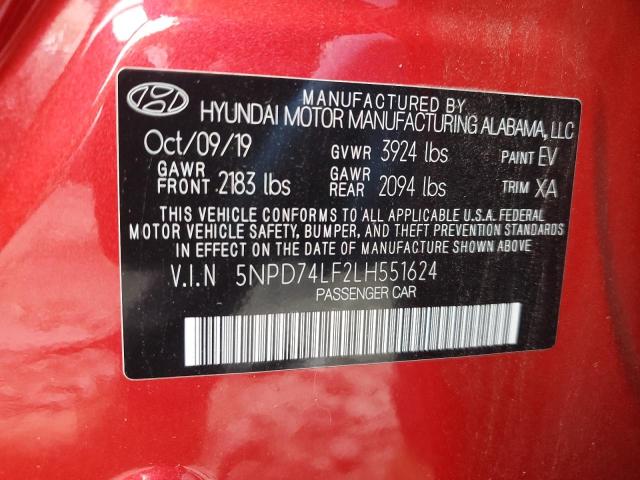 MANUFACTURED BY
HYUNDAI MOTOR MANUFACTURING ALABAMA, LLC
Oct/09/19 GVWR 3924 lbs PAINT EV
GAWR FRONT 2183 lbs GAWR REAR 2094 lbs TRIM XA
THIS VEHICLE CONFORMS TO ALL APPLICABLE U.S.A. FEDERAL
MOTOR VEHICLE SAFETY, BUMPER, AND THEFT PREVENTION STANDARDS
IN EFFECT ON THE DATE OF MANUFACTURE SHOWN ABOVE.
V.I.N 5NPD74LF2LH551624
PASSENGER CAR